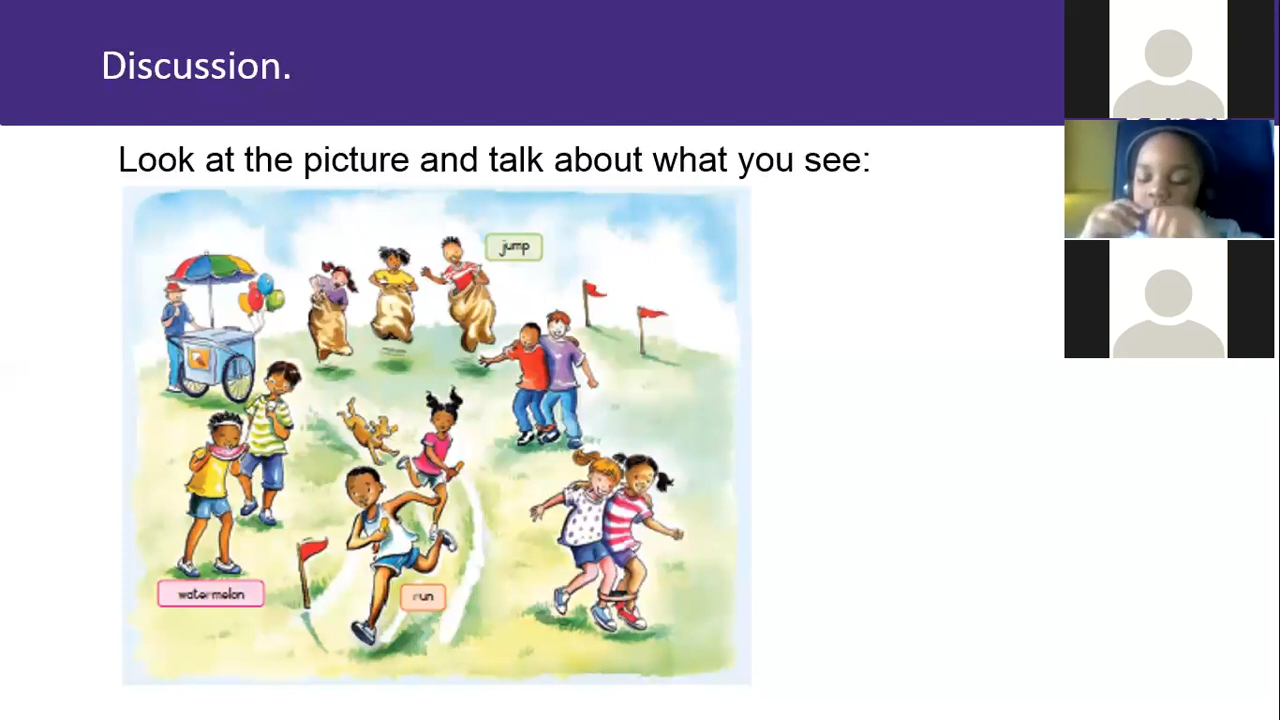 Discussion.
Look at the picture and talk about what you see:
jump
watermelon
run